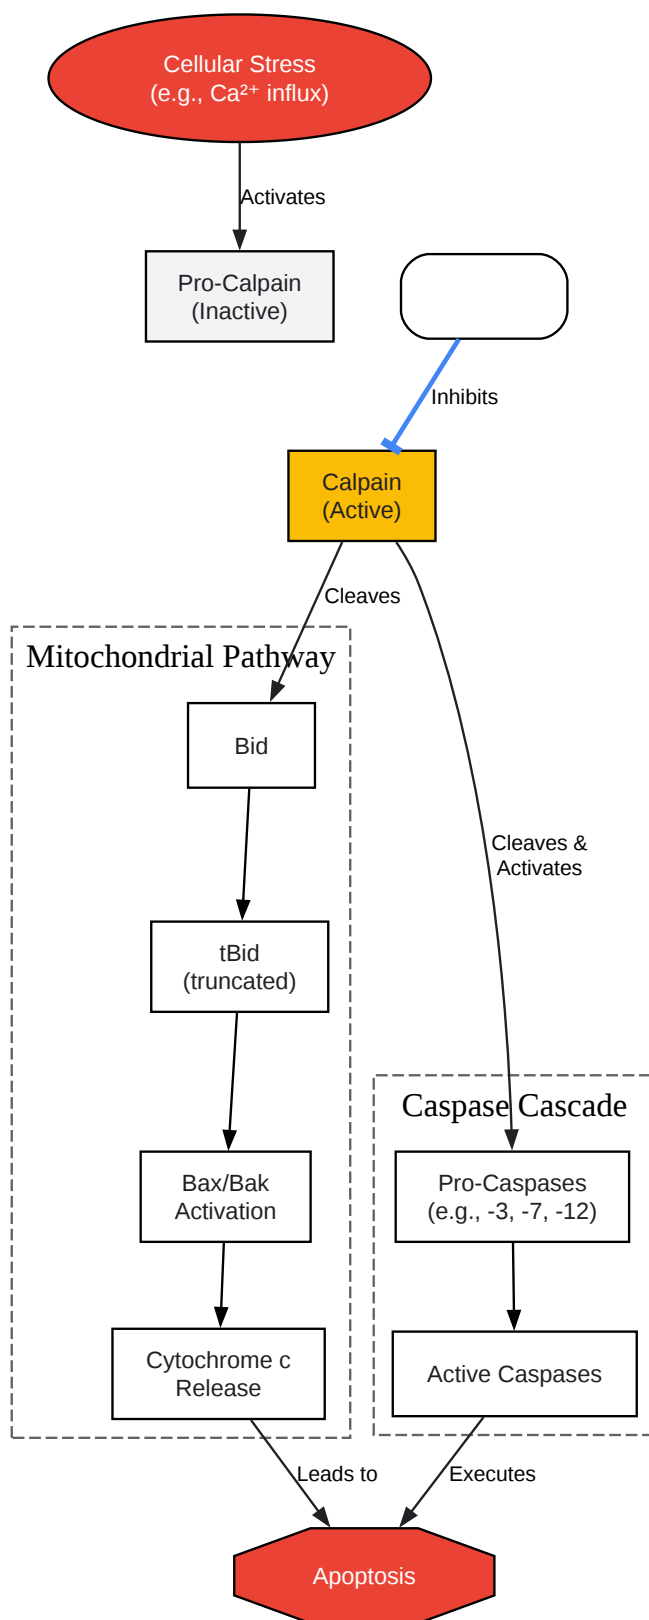 Cellular Stress
(e.g., Ca²⁺ influx)
Activates
Pro-Calpain
(Inactive)
Inhibits
Calpain
(Active)
Cleaves
Mitochondrial Pathway
Bid
Cleaves &
Activates
tBid
(truncated)
Caspase Cascade
Bax/Bak
Activation
Pro-Caspases
(e.g., -3, -7, -12)
Cytochrome c
Release
Active Caspases
Leads to
Executes
Apoptosis